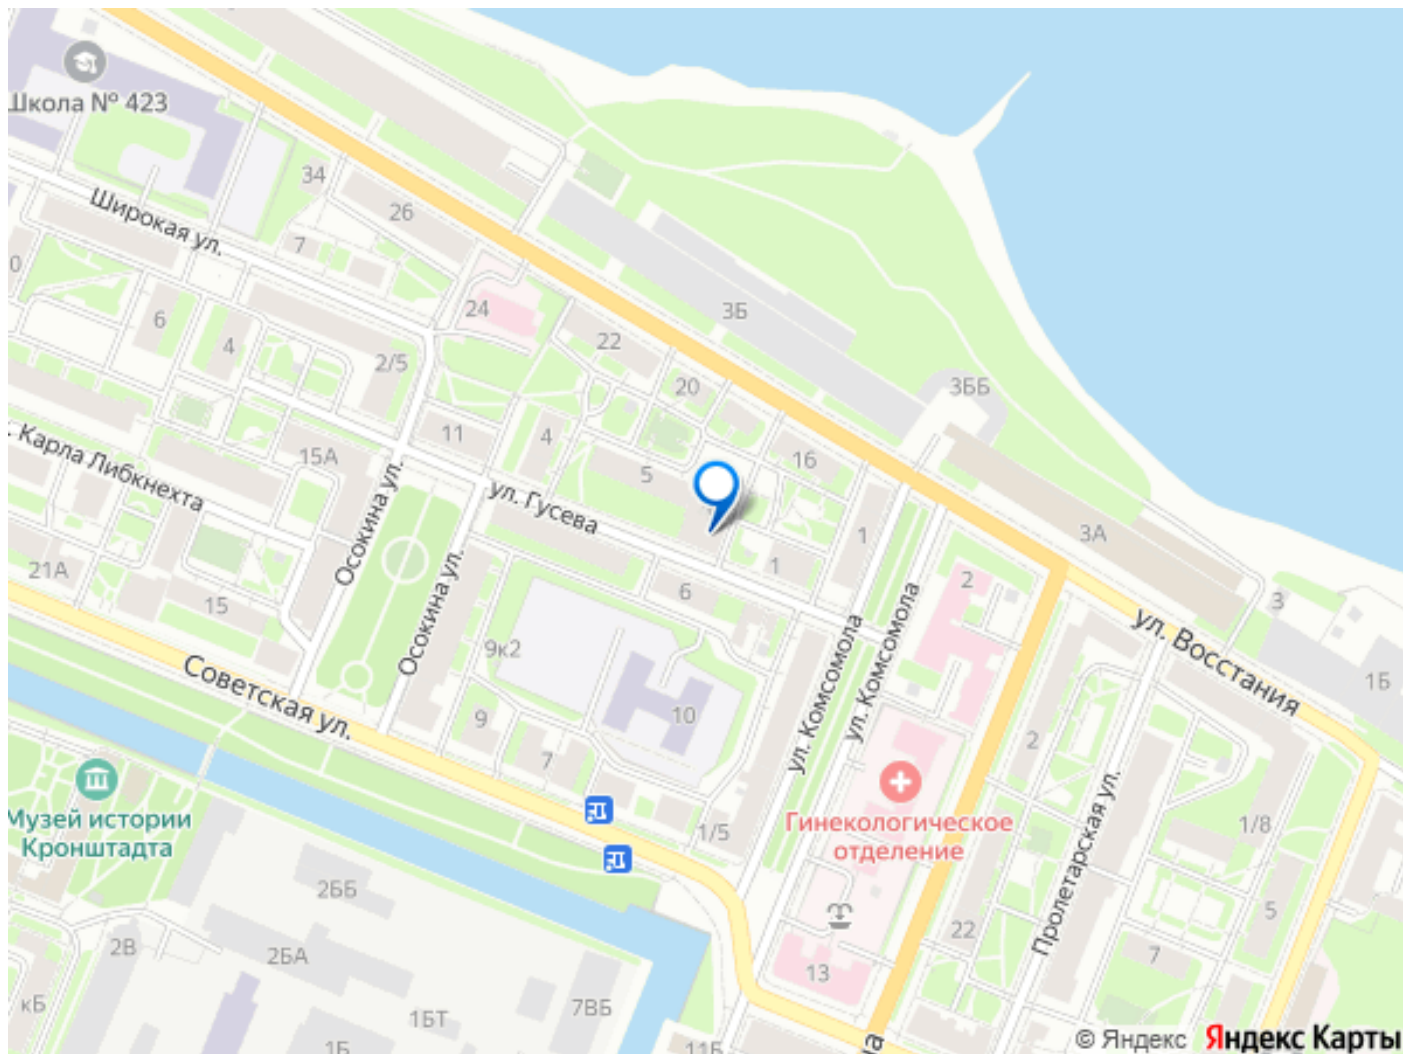 Школа № 423
34
Широкая ул.
26
7
0
24
3Б
6
4
2/5
22
20
3ББ
11
4
. Карла Либкнехта
15А
5
16
ул. Гусева
Осокина ул.
1
3А
21А
15
Осокина ул.
6
1
2
3
ул. Комсомола
ул. Комсомола
ул. Восстания
9к2
Советская ул.
1Б
10
9
2
7
Музей истории
Кронштадта
Гинекологическое
отделение
Пролетарская ул.
1/5
1/8
2ББ
5
22
2В
2БА
7
13
кБ
1БТ
7ВБ
1Б
11Б
на
© Яндекс Яндекс Карты